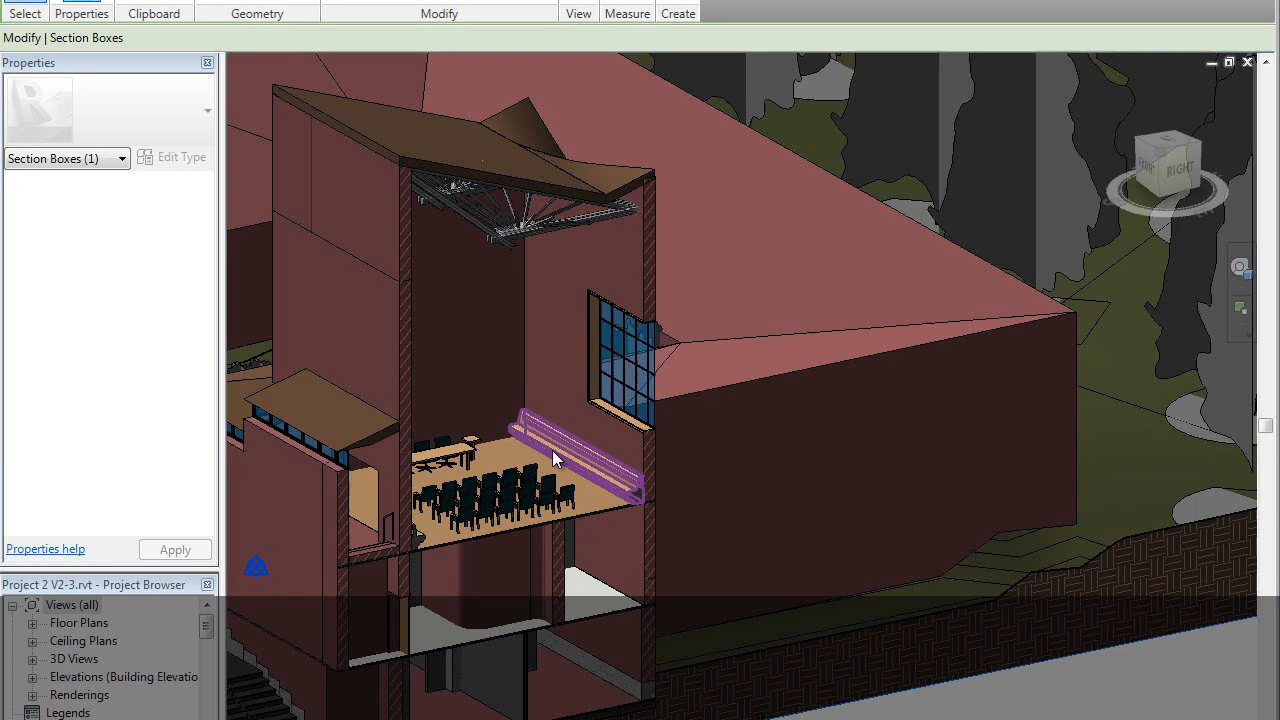 Select Properties Clipboard Geometry Modify View Measure Create
Modify | Section Boxes
Properties
Section Boxes (1) Edit Type
RIGHT
Properties help Apply
Project 2 V2-3.rvt - Project Browser
Views (all)
Floor Plans
Ceiling Plans
3D Views
Elevations (Building Elevatio
Renderings
Legends